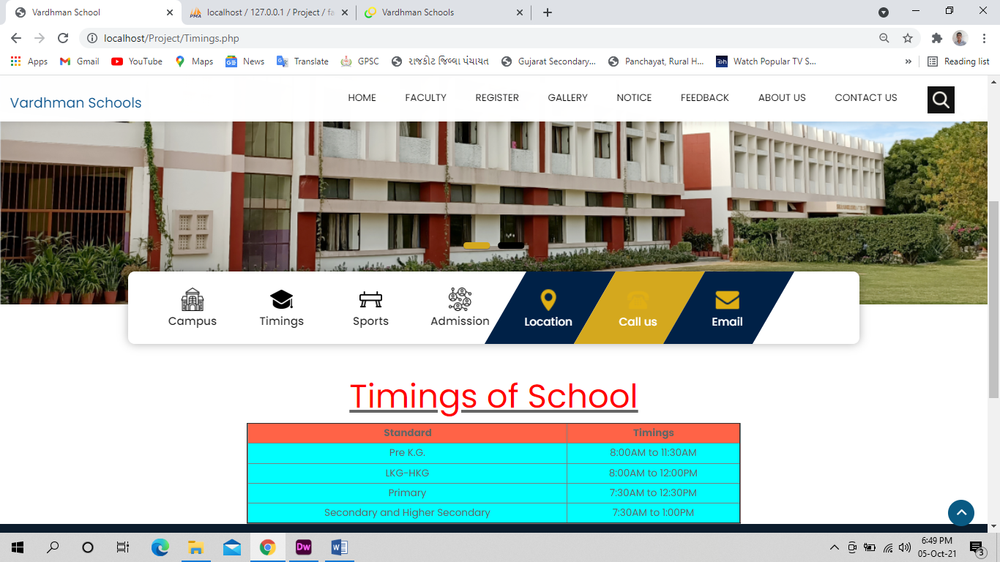 Vardhman School
localhost / 127.0.0.1 / Project / fa
Vardhman Schools
localhost/Project/Timings.php
Apps Gmail YouTube Maps News Translate GPSC રાજકોટ જિલ્લા પંચાયત Gujarat Secondary... Panchayat, Rural H... Watch Popular TV S... » Reading list
Vardhman Schools
HOME FACULTY REGISTER GALLERY NOTICE FEEDBACK ABOUT US CONTACT US
Campus Timings Sports Admission Location Call us Email
Timings of School
Standard Timings
Pre K.G. 8:00AM to 11:30AM
LKG-HKG 8:00AM to 12:00PM
Primary 7:30AM to 12:30PM
Secondary and Higher Secondary 7:30AM to 1:00PM
Dw W
6:49 PM
05-Oct-21
3